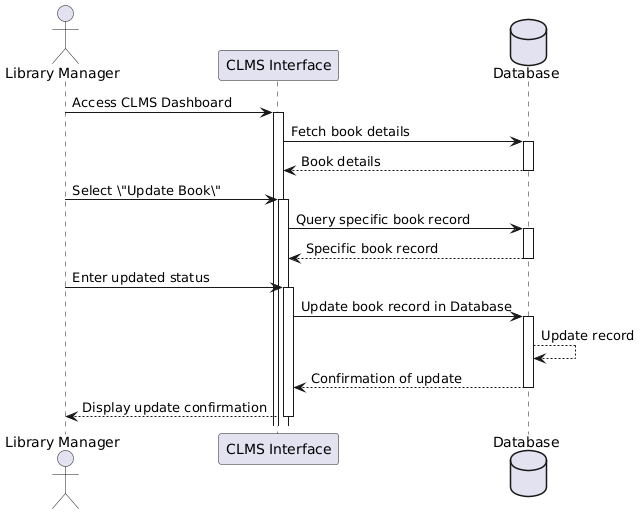 Library Manager
CLMS Interface
Database
Access CLMS Dashboard
Fetch book details
Book details
Select \"Update Book\"
Query specific book record
Specific book record
Enter updated status
Update book record in Database
Update record
Confirmation of update
Display update confirmation
Library Manager
CLMS Interface
Database